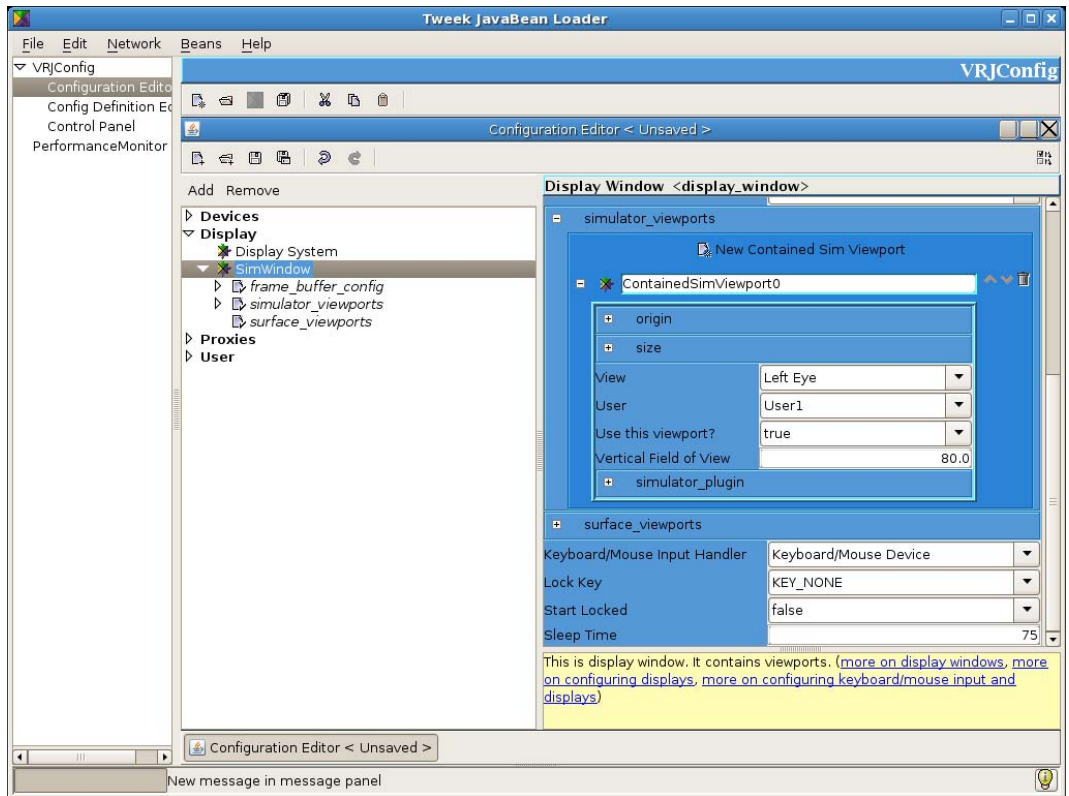 Tweek JavaBean Loader
File Edit Network Beans Help
VRJConfig
Configuration Edito
Config Definition Ed
Control Panel
PerformanceMonitor
VRJConfig
Configuration Editor < Unsaved >
Add Remove
Devices
Display
Display System
SimWindow
frame_buffer_config
simulator_viewports
surface_viewports
Proxies
User
Display Window <display_window>
simulator_viewports
New Contained Sim Viewport
ContainedSimViewport0
origin
size
View Left Eye
User User1
Use this viewport? true
Vertical Field of View 80.0
simulator_plugin
surface_viewports
Keyboard/Mouse Input Handler Keyboard/Mouse Device
Lock Key KEY_NONE
Start Locked false
Sleep Time 75
This is display window. It contains viewports. (more on display windows, more
on configuring displays, more on configuring keyboard/mouse input and
displays)
Configuration Editor < Unsaved >
New message in message panel